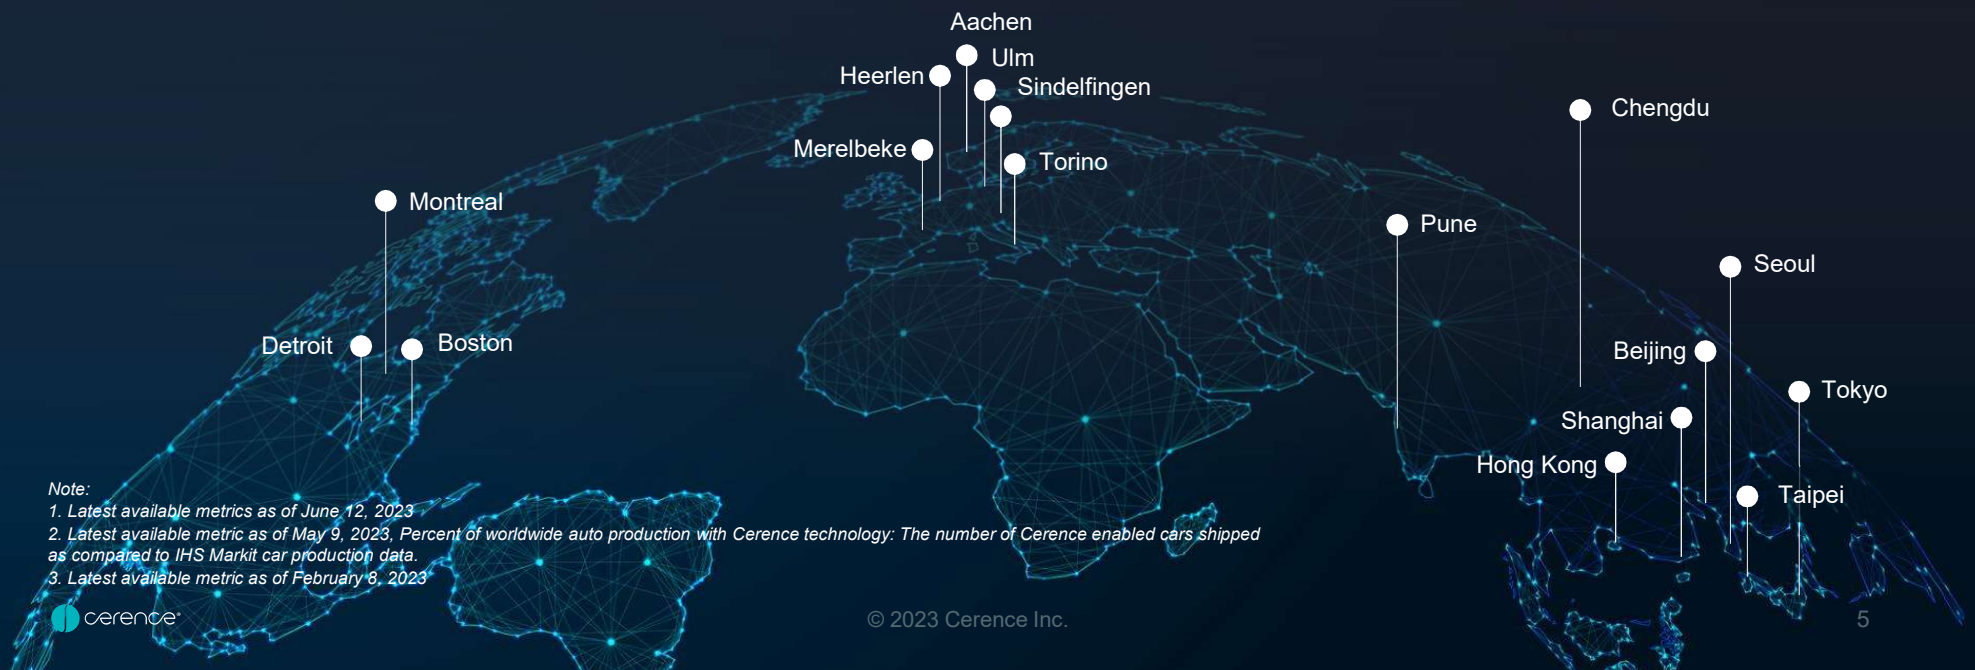 Aachen
Ulm
Heerlen
Sindelfingen
Chengdu
Merelbeke
Torino
Montreal
Pune
Seoul
Detroit
Boston
Beijing
Tokyo
Shanghai
Hong Kong
Taipei
Note:
1. Latest available metrics as of June 12, 2023
2. Latest available metric as of May 9, 2023, Percent of worldwide auto production with Cerence technology: The number of Cerence enabled cars shipped
as compared to IHS Markit car production data.
3. Latest available metric as of February 8, 2023
cerence®
© 2023 Cerence Inc.
5